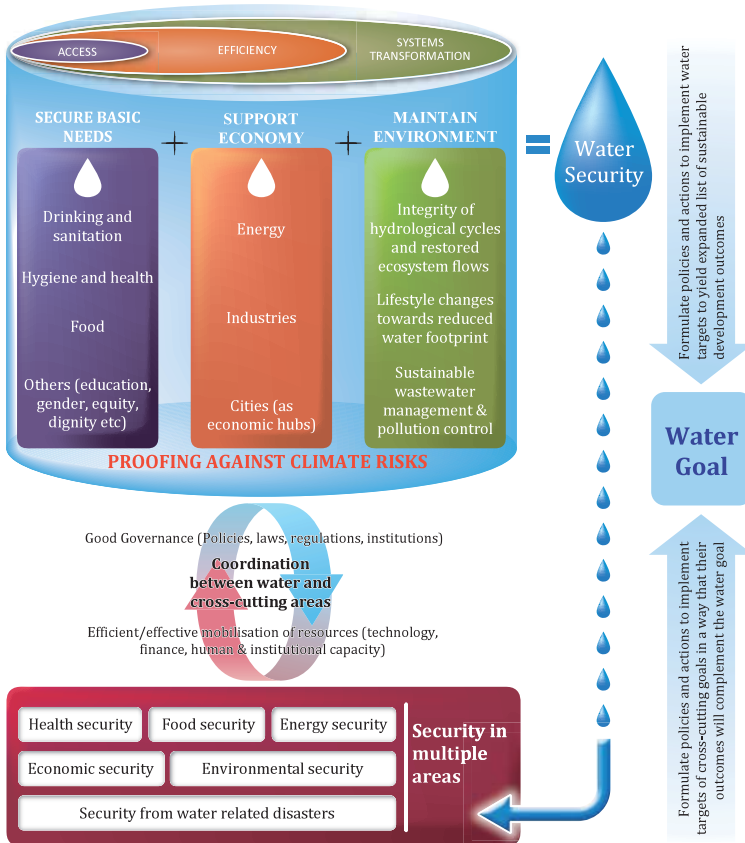 ACCESS
EFFICIENCY
SYSTEMS
TRANSFORMATION
SECURE BASIC
NEEDS
+
SUPPORT
ECONOMY
+
MAINTAIN
ENVIRONMENT
=
Water
Security
Drinking and
sanitation
Hygiene and health
Food
Others (education,
gender, equity,
dignity etc)
Energy
Industries
Cities (as
economic hubs)
Integrity of
hydrological cycles
and restored
ecosystem flows
Lifestyle changes
towards reduced
water footprint
Sustainable
wastewater
management &
pollution control
PROOFING AGAINST CLIMATE RISKS
Good Governance (Policies, laws, regulations, institutions)
Coordination
between water and
cross-cutting areas
Efficient/effective mobilisation of resources (technology,
finance, human & institutional capacity)
Health security
Food security
Energy security
Economic security
Environmental security
Security from water related disasters
Security in
multiple
areas
Formulate policies and actions to implement water
targets to yield expanded list of sustainable
development outcomes
Water
Goal
Formulate policies and actions to implement
targets of cross-cutting goals in a way that their
outcomes will complement the water goal